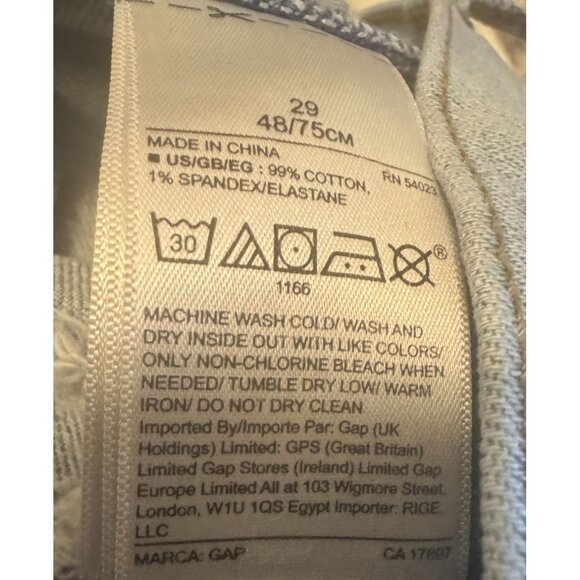 29
48/75CM
MADE IN CHINA RN 54023
■ US/GB/EG : 99% COTTON,
1% SPANDEX/ELASTANE
30
®
1166
MACHINE WASH COLD/ WASH AND
DRY INSIDE OUT WITH LIKE COLORS/
ONLY NON-CHLORINE BLEACH WHEN
NEEDED/ TUMBLE DRY LOW/ WARM
IRON/ DO NOT DRY CLEAN
Imported By/Importe Par: Gap (UK
Holdings) Limited: GPS (Great Britain)
Limited Gap Stores (Ireland) Limited Gap
Europe Limited All at 103 Wigmore Street,
London, W1U 1QS Egypt Importer: RIGE,
LLC
MARCA: GAP CA 17897